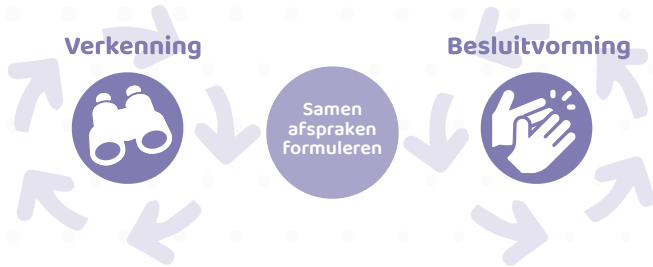 Verkenning
Besluitvorming
Samen
afspraken
formuleren